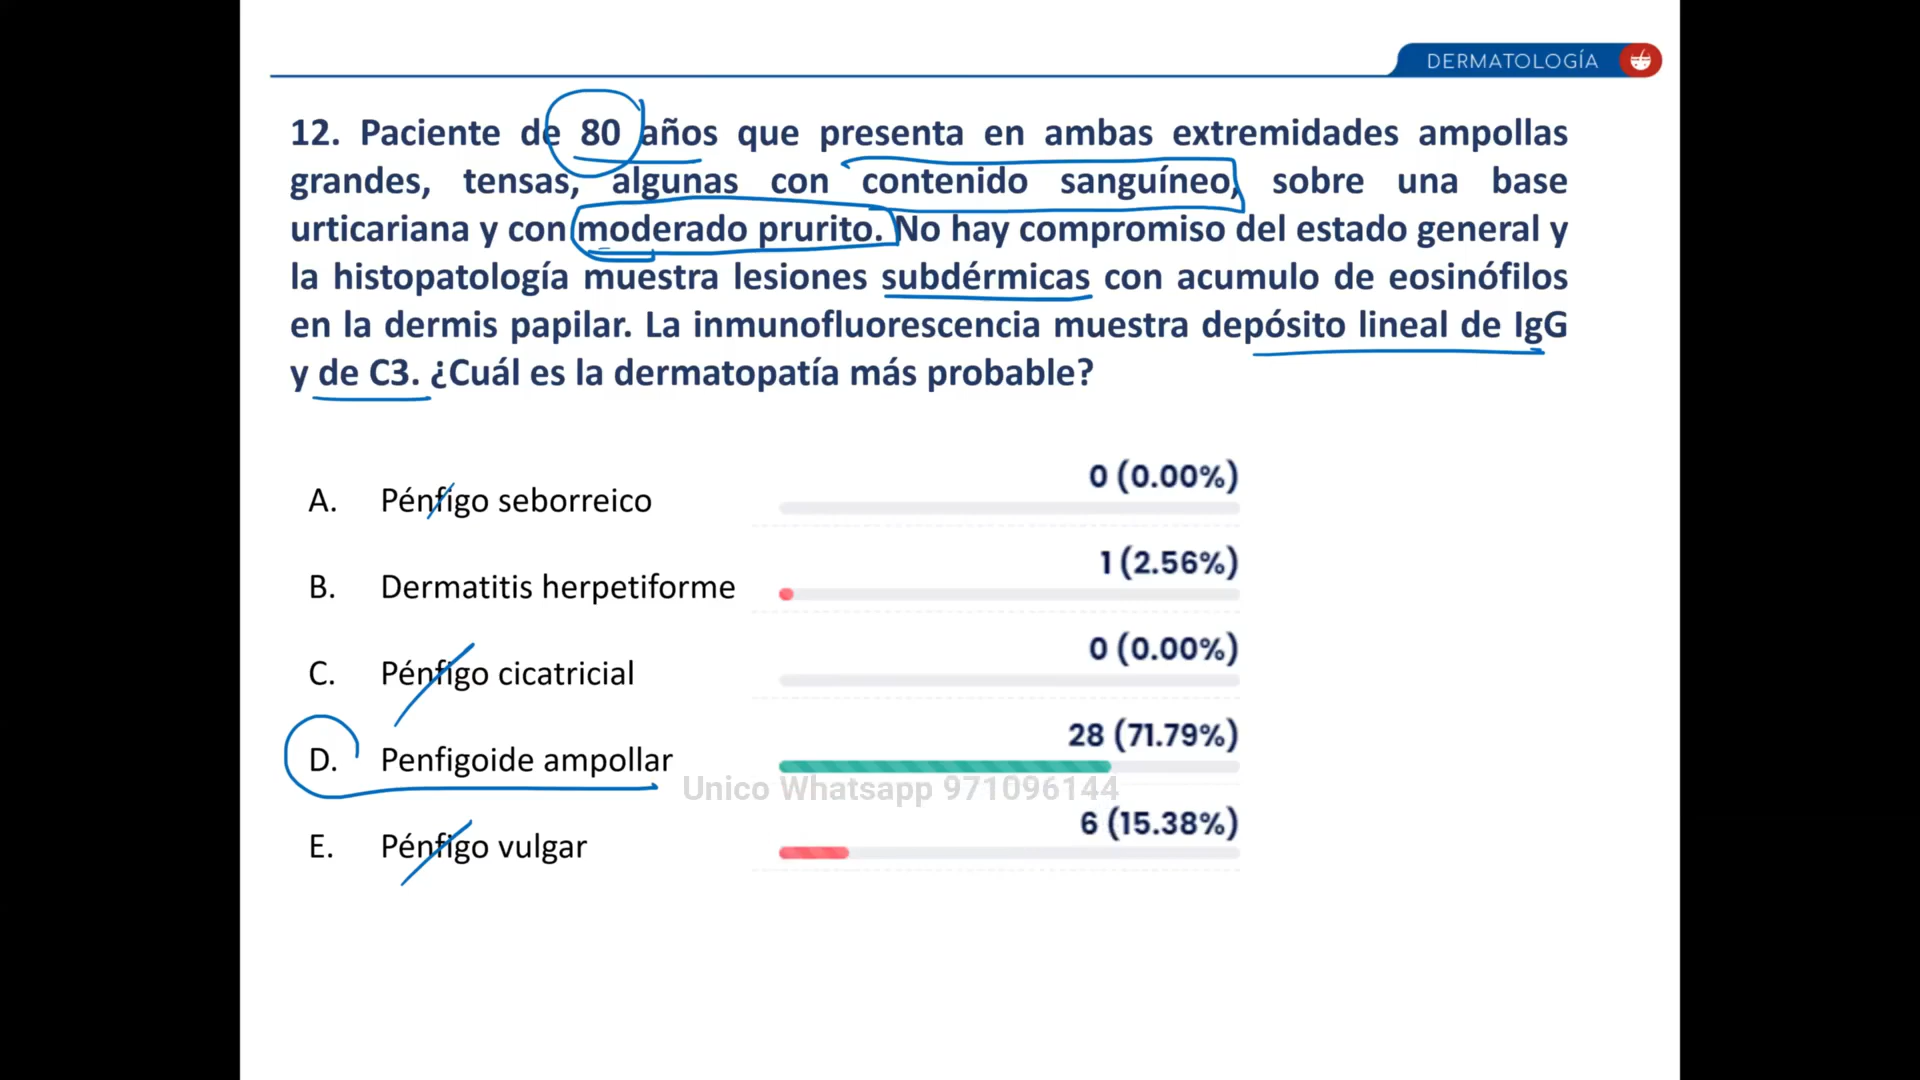 DERMATOLOGÍA
12. Paciente de 80 años que presenta en ambas extremidades ampollas
grandes, tensas, algunas con contenido sanguíneo, sobre una base
urticariana y con moderado prurito. No hay compromiso del estado general y
la histopatología muestra lesiones subdérmicas con acumulo de eosinófilos
en la dermis papilar. La inmunofluorescencia muestra depósito lineal de IgG
y de C3. ¿Cuál es la dermatopatía más probable?
A. Pénfigo seborreico 0 (0.00%)
B. Dermatitis herpetiforme 1 (2.56%)
C. Pénfigo cicatricial 0 (0.00%)
D. Penfigoide ampollar 28 (71.79%)
Unico Whatsapp 971096144
E. Pénfigo vulgar 6 (15.38%)